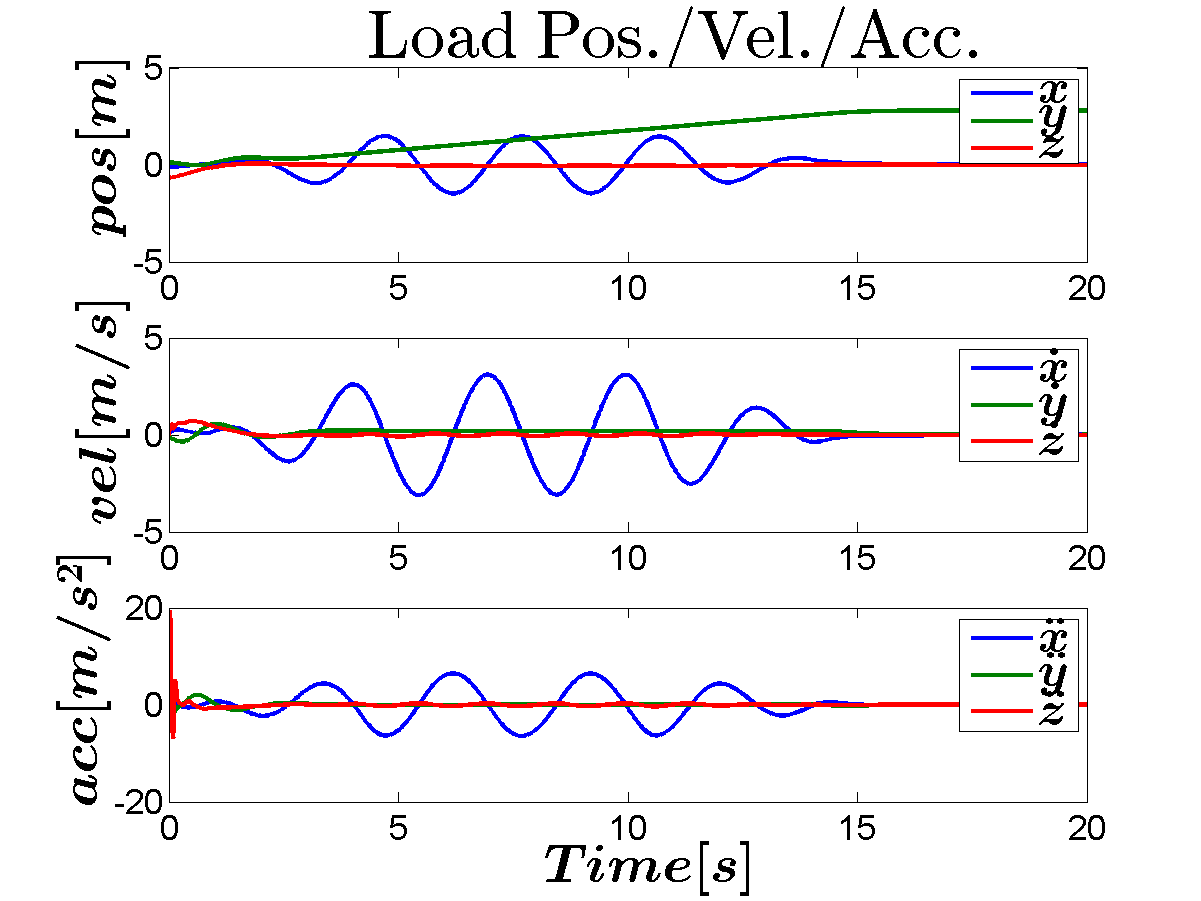 Load Pos./Vel./Acc.
pos[m]
5
0
-5
0 5 10 15 20
x
y
z
vel[m/s]
5
0
-5
0 5 10 15 20
ẋ
ẏ
ż
acc[m/s²]
20
0
-20
0 5 10 15 20
ẍ
ÿ
z̈
Time[s]